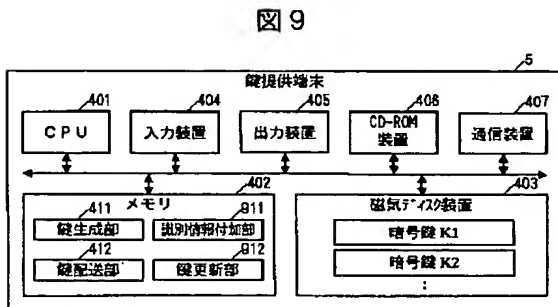 図9
5
鍵提供端末
401
404
405
406
407
CPU
入力装置
出力装置
CD-ROM
装置
通信装置
402
403
メモリ
磁気ディスク装置
411
911
鍵生成部
識別情報付加部
暗号鍵 K1
412
912
鍵配送部
鍵更新部
暗号鍵 K2
: